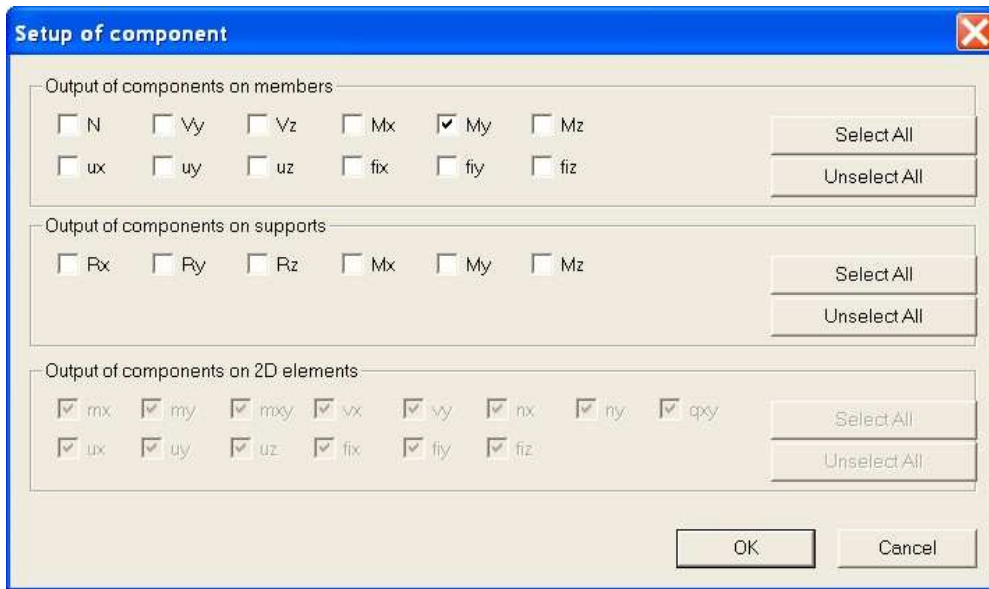 Setup of component
Output of components on members
N Vy Vz Mx My Mz
Select All
ux uy uz fix fiy fiz
Unselect All
Output of components on supports
Rx Ry Rz Mx My Mz
Select All
Unselect All
Output of components on 2D elements
mx my mxy vx vy nx ny qxy
Select All
ux uy uz fix fiy fiz
Unselect All
OK Cancel